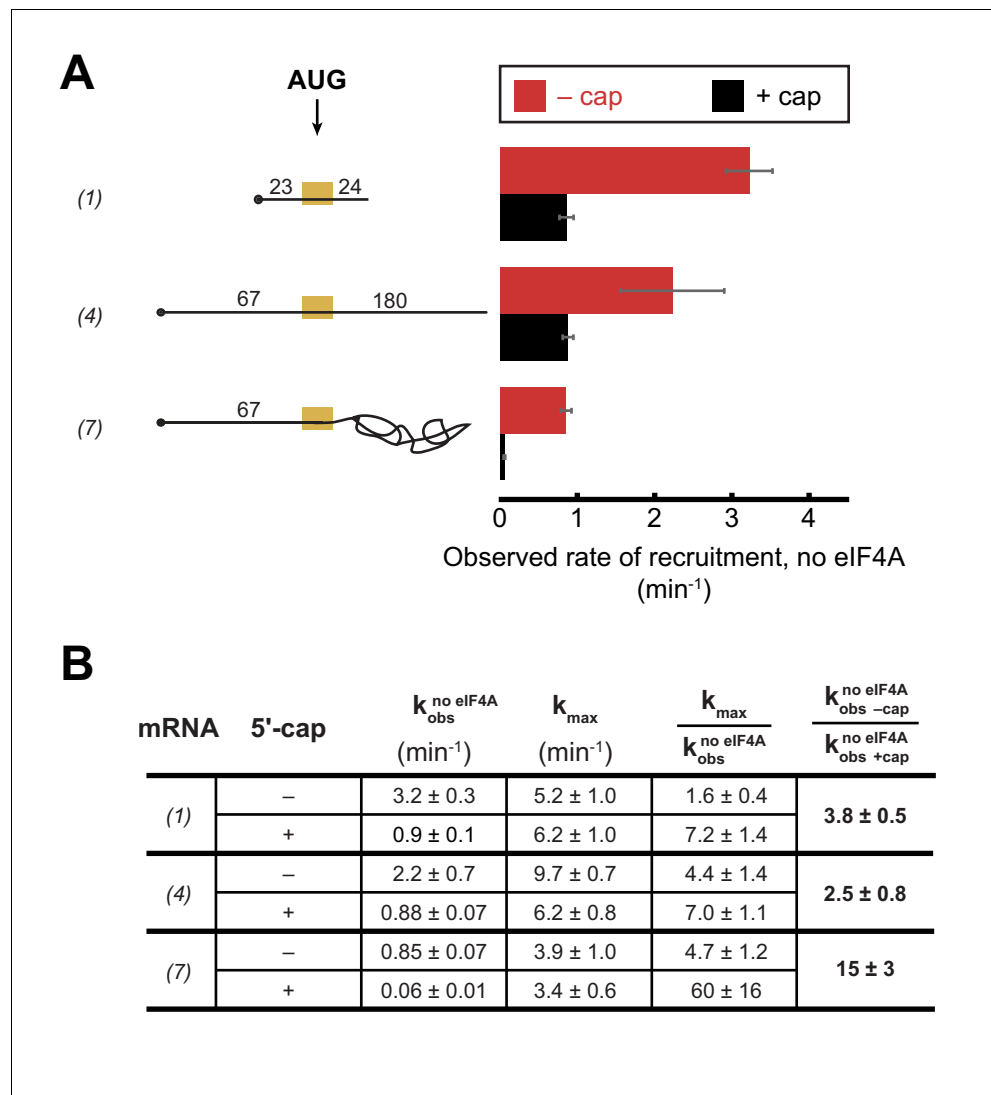 A
AUG
– cap
+ cap
(1)
23
24
(4)
67
180
(7)
67
0 1 2 3 4
Observed rate of recruitment, no eIF4A
(min⁻¹)
B
mRNA 5'-cap k_obs^no eIF4A (min⁻¹) k_max (min⁻¹) k_max / k_obs^no eIF4A k_obs –cap^no eIF4A / k_obs +cap^no eIF4A
(1) – 3.2 ± 0.3 5.2 ± 1.0 1.6 ± 0.4 3.8 ± 0.5
+ 0.9 ± 0.1 6.2 ± 1.0 7.2 ± 1.4
(4) – 2.2 ± 0.7 9.7 ± 0.7 4.4 ± 1.4 2.5 ± 0.8
+ 0.88 ± 0.07 6.2 ± 0.8 7.0 ± 1.1
(7) – 0.85 ± 0.07 3.9 ± 1.0 4.7 ± 1.2 15 ± 3
+ 0.06 ± 0.01 3.4 ± 0.6 60 ± 16